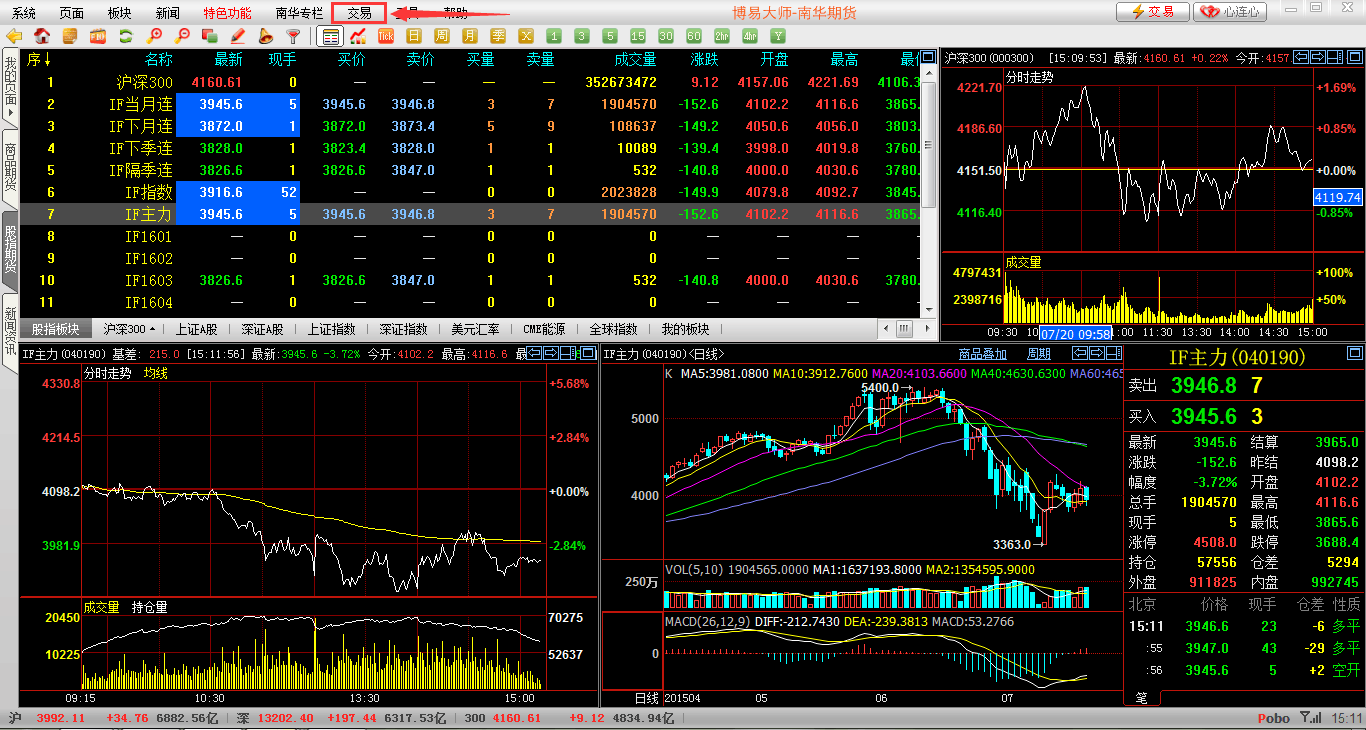 系统 页面 板块 新闻 特色功能 南华专栏 交易 帮助 博易大师-南华期货 交易 心连心
Tick 日 周 月 季 X 1 3 5 15 30 60 2hr 4hr Y
我的页面
商品期货
股指期货
新闻资讯
序↓ 名称 最新 现手 买价 卖价 买量 卖量 成交量 涨跌 开盘 最高
1 沪深300 4160.61 0 — — — — 352673472 9.12 4157.06 4221.69 4106.3
2 IF当月连 3945.6 5 3945.6 3946.8 3 7 1904570 -152.6 4102.2 4116.6 3865.
3 IF下月连 3872.0 1 3872.0 3873.4 5 9 108637 -149.2 4050.6 4056.0 3803.
4 IF下季连 3828.0 1 3823.4 3828.0 1 1 10089 -139.4 3998.0 4019.8 3760.
5 IF隔季连 3826.6 1 3826.6 3847.0 1 1 532 -140.8 4000.0 4030.6 3780.
6 IF指数 3916.6 52 — — 0 0 2023828 -149.9 4079.8 4092.7 3845.
7 IF主力 3945.6 5 3945.6 3946.8 3 7 1904570 -152.6 4102.2 4116.6 3865.
8 IF1601 — 0 — — 0 0 0 — — —
9 IF1602 — 0 — — 0 0 0 — — —
10 IF1603 3826.6 1 3826.6 3847.0 1 1 532 -140.8 4000.0 4030.6 3780.
11 IF1604 — 0 — — 0 0 0 — — —
股指板块 沪深300 上证A股 深证A股 上证指数 深证指数 美元汇率 CME能源 全球指数 我的板块
沪深300(000300) [15:09:53] 最新:4160.61 +0.22% 今开:4157.
分时走势
4221.70 +1.69%
4186.60 +0.85%
4151.50 +0.00%
4119.74
4116.40 -0.85%
成交量
4797431 +100%
2398716 +50%
09:30 10 07/20 09:58 :00 11:30 13:30 14:00 14:30 15:00
IF主力(040190) 基差: 215.0 [15:11:56] 最新:3945.6 -3.72% 今开:4102.2 最高:4116.6
分时走势 均线
4330.8 +5.68%
4214.5 +2.84%
4098.2 +0.00%
3981.9 -2.84%
成交量 持仓量
20450 70275
10225 52637
09:15 10:30 13:30 15:00
IF主力(040190)<日线> 商品叠加 周期
K MA5:3981.0800 MA10:3912.7600 MA20:4103.6600 MA40:4630.6300 MA60:465
5400.0→
5000
4000
3363.0→
VOL(5,10) 1904565.0000 MA1:1637193.8000 MA2:1354595.9000
250万
MACD(26,12,9) DIFF:-212.7430 DEA:-239.3813 MACD:53.2766
0
日线 201504 05 06 07
IF主力(040190)
卖出 3946.8 7
买入 3945.6 3
最新 3945.6 结算 3965.0
涨跌 -152.6 昨结 4098.2
幅度 -3.72% 开盘 4102.2
总手 1904570 最高 4116.6
现手 5 最低 3865.6
涨停 4508.0 跌停 3688.4
持仓 57556 仓差 5294
外盘 911825 内盘 992745
北京 价格 现手 仓差 性质
15:11 3946.6 23 -6 多平
:55 3947.0 43 -29 多平
:56 3945.6 5 +2 空开
笔
沪 3992.11 +34.76 6882.56亿 深 13202.40 +197.44 6317.53亿 300 4160.61 +9.12 4834.94亿 Pobo 15:11